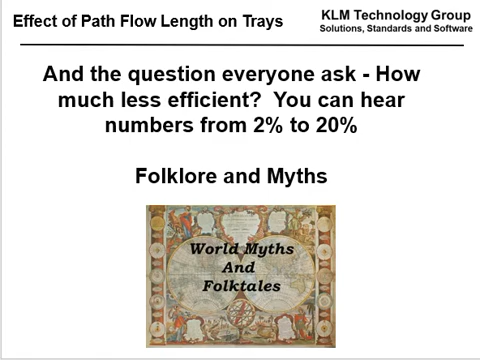 Effect of Path Flow Length on Trays
KLM Technology Group
Solutions, Standards and Software
And the question everyone ask - How
much less efficient?  You can hear
numbers from 2% to 20%
Folklore and Myths
World Myths
And
Folktales